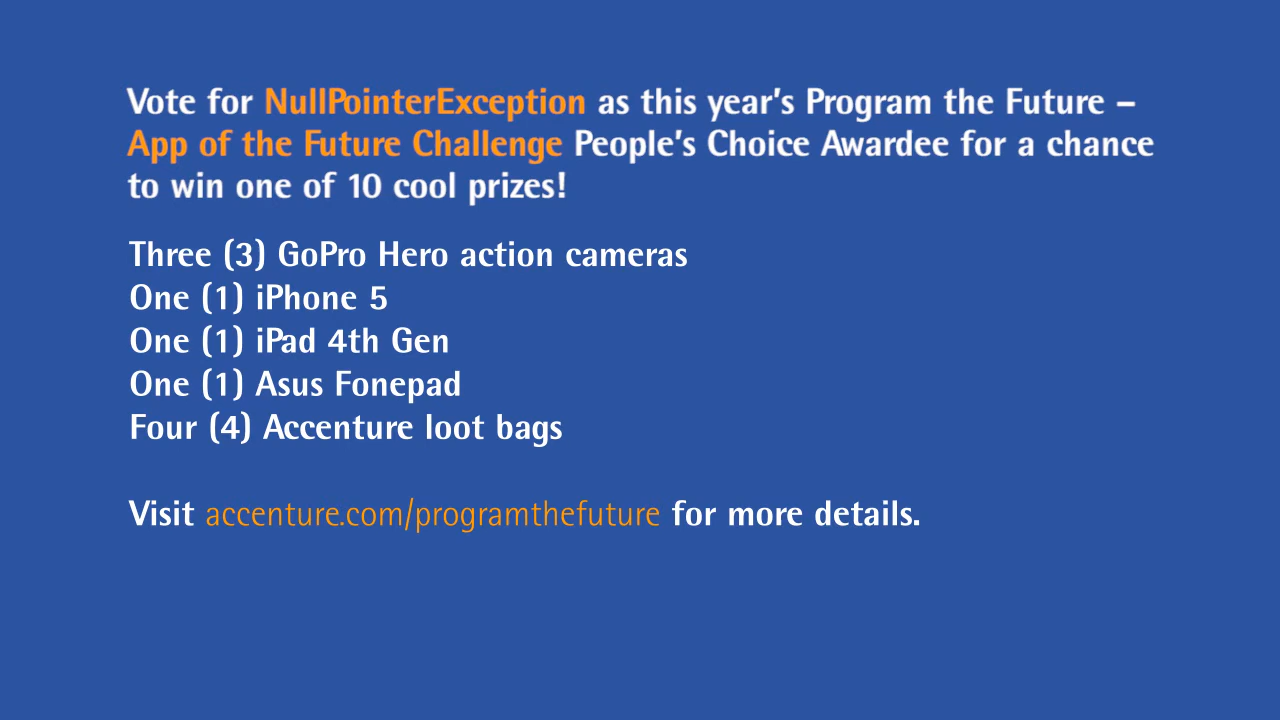 Vote for NullPointerException as this year's Program the Future –
App of the Future Challenge People's Choice Awardee for a chance
to win one of 10 cool prizes!
Three (3) GoPro Hero action cameras
One (1) iPhone 5
One (1) iPad 4th Gen
One (1) Asus Fonepad
Four (4) Accenture loot bags
Visit accenture.com/programthefuture for more details.